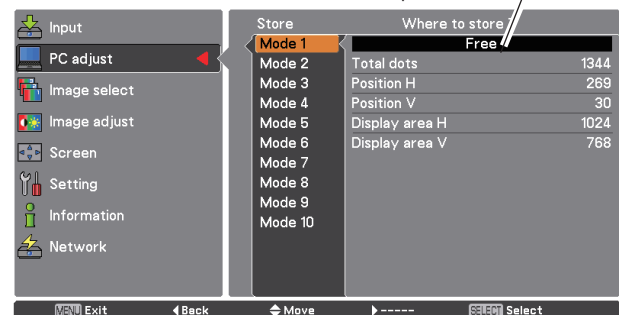 Input
PC adjust
Image select
Image adjust
Screen
Setting
Information
Network
Store
Mode 1
Mode 2
Mode 3
Mode 4
Mode 5
Mode 6
Mode 7
Mode 8
Mode 9
Mode 10
Where to store ?
Free
Total dots 1344
Position H 269
Position V 30
Display area H 1024
Display area V 768
MENU Exit Back Move ----- SELECT Select